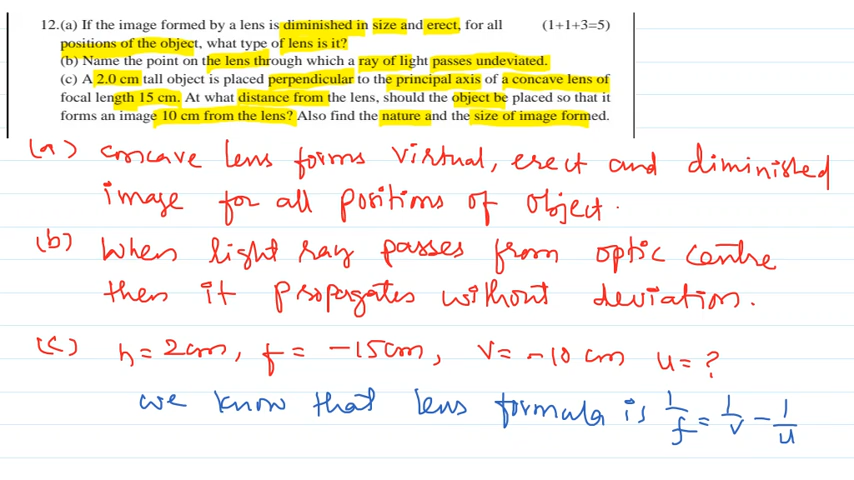 12.(a) If the image formed by a lens is diminished in size and erect, for all (1+1+3=5)
positions of the object, what type of lens is it?
(b) Name the point on the lens through which a ray of light passes undeviated.
(c) A 2.0 cm tall object is placed perpendicular to the principal axis of a concave lens of
focal length 15 cm. At what distance from the lens, should the object be placed so that it
forms an image 10 cm from the lens? Also find the nature and the size of image formed.
(a) concave lens forms virtual, erect and diminished
image for all positions of object.
(b) When light ray passes from optic centre
then it propagates without deviation.
(c) h = 2cm, f = -15cm, v = -10 cm u = ?
we know that lens formula is 1/f = 1/v - 1/u